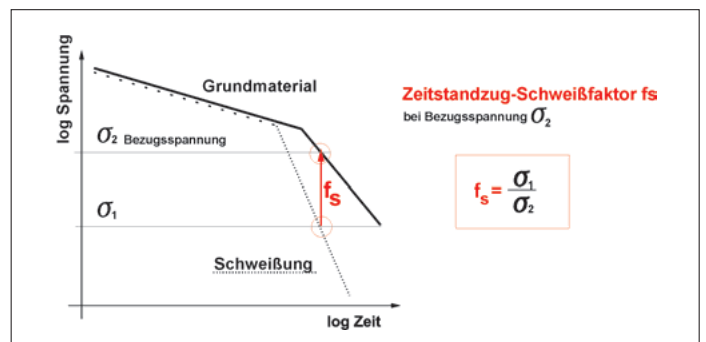 log Spannung
Grundmaterial
σ₂ Bezugsspannung
σ₁
fs
Schweißung
log Zeit
Zeitstandzug-Schweißfaktor fs
bei Bezugsspannung σ₂
fs = σ₁/σ₂